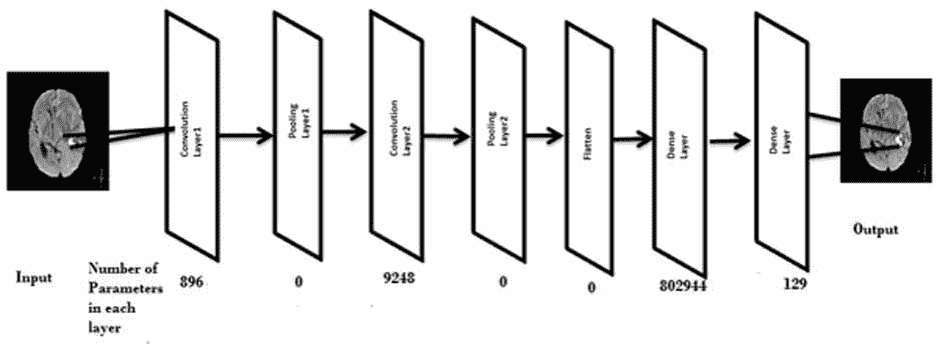 Convolution
Layer1
Pooling
Layer1
Convolution
Layer2
Pooling
Layer2
Flatten
Dense
Layer
Dense
Layer
Input
Number of
Parameters
in each
layer
896
0
9248
0
0
802944
129
Output